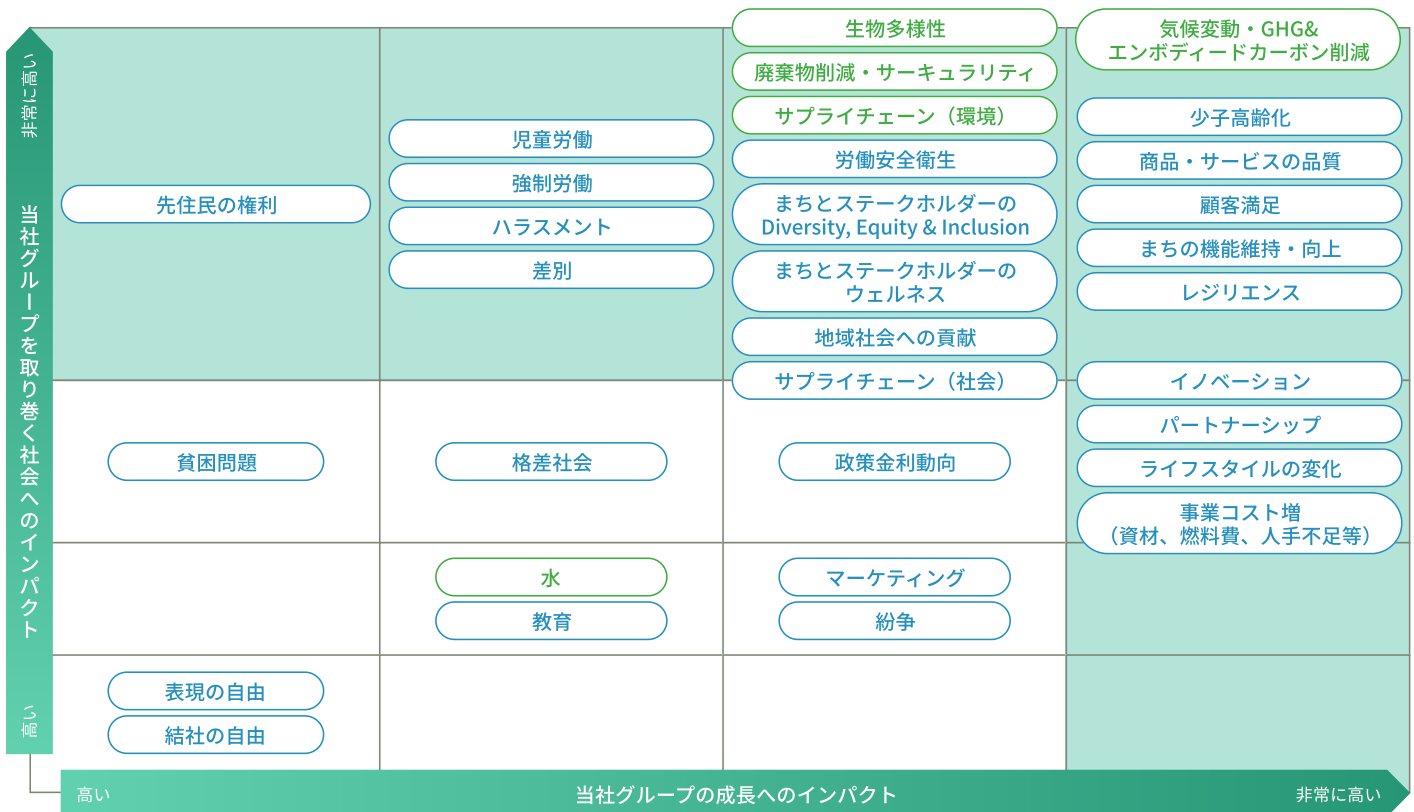 非常に高い
当社グループを取り巻く社会へのインパクト
高い
先住民の権利
児童労働
強制労働
ハラスメント
差別
生物多様性
廃棄物削減・サーキュラリティ
サプライチェーン（環境）
労働安全衛生
まちとステークホルダーの
Diversity, Equity & Inclusion
まちとステークホルダーの
ウェルネス
地域社会への貢献
サプライチェーン（社会）
気候変動・GHG&
エンボディードカーボン削減
少子高齢化
商品・サービスの品質
顧客満足
まちの機能維持・向上
レジリエンス
イノベーション
パートナーシップ
ライフスタイルの変化
事業コスト増
（資材、燃料費、人手不足等）
貧困問題
格差社会
政策金利動向
水
教育
マーケティング
紛争
表現の自由
結社の自由
高い
当社グループの成長へのインパクト
非常に高い